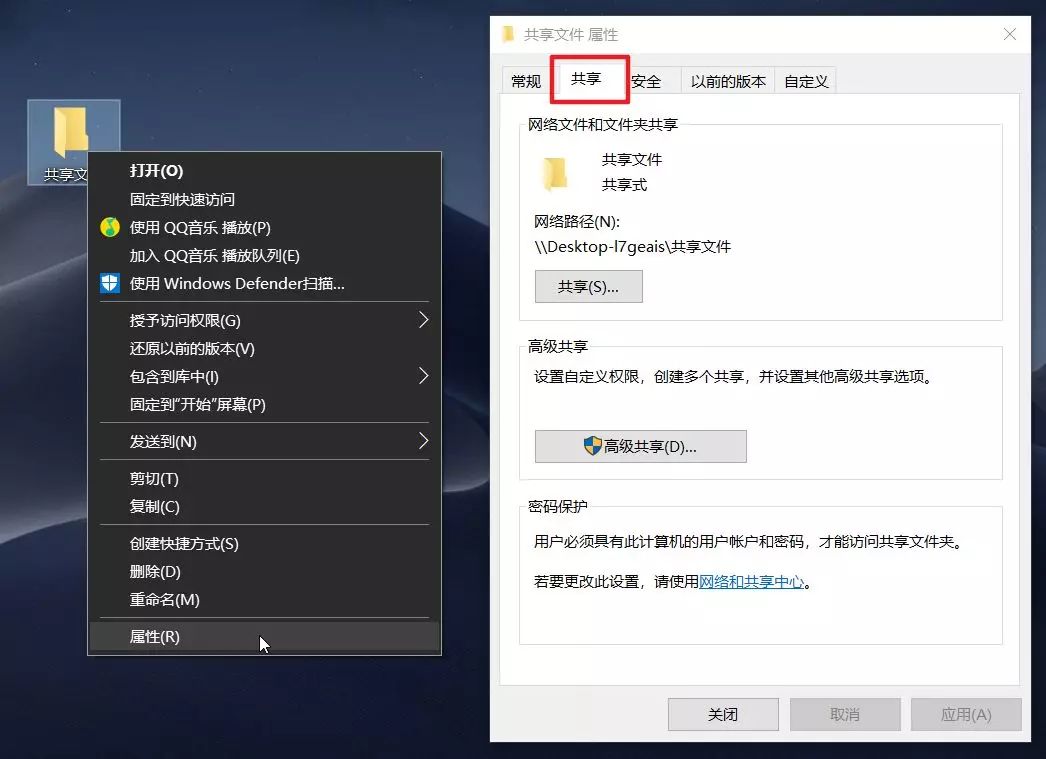 共享文
打开(O)
固定到快速访问
使用 QQ音乐 播放(P)
加入 QQ音乐 播放队列(E)
使用 Windows Defender扫描...
授予访问权限(G)
还原以前的版本(V)
包含到库中(I)
固定到“开始”屏幕(P)
发送到(N)
剪切(T)
复制(C)
创建快捷方式(S)
删除(D)
重命名(M)
属性(R)
共享文件 属性
常规 共享 安全 以前的版本 自定义
网络文件和文件夹共享
共享文件
共享式
网络路径(N):
\\Desktop-l7geais\共享文件
共享(S)...
高级共享
设置自定义权限，创建多个共享，并设置其他高级共享选项。
高级共享(D)...
密码保护
用户必须具有此计算机的用户帐户和密码，才能访问共享文件夹。
若要更改此设置，请使用网络和共享中心。
关闭 取消 应用(A)